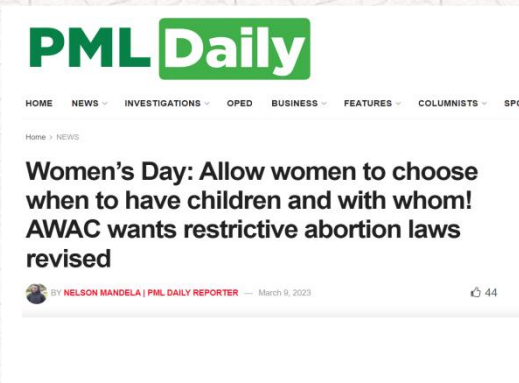 PML Daily
HOME NEWS INVESTIGATIONS OPED BUSINESS FEATURES COLUMNISTS
Home > NEWS
Women’s Day: Allow women to choose
when to have children and with whom!
AWAC wants restrictive abortion laws
revised
BY NELSON MANDELA | PML DAILY REPORTER — March 9, 2023 44